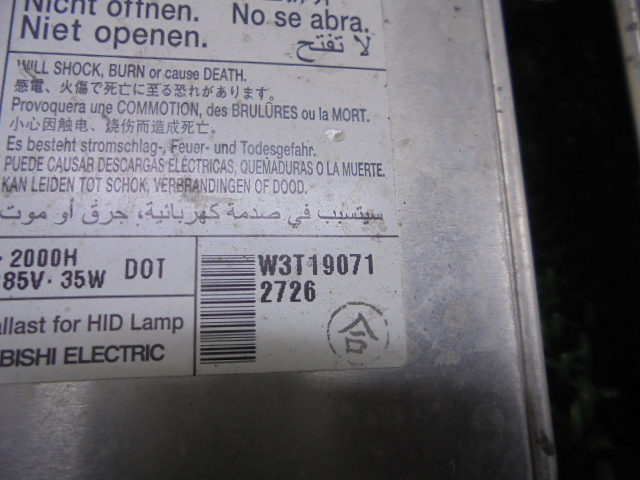 Nicht öffnen.
No se abra.
Niet openen.
لا تفتح
WILL SHOCK, BURN or cause DEATH.
感電、火傷で死亡に至る恐れがあります。
Provoquera une COMMOTION, des BRULÛRES ou la MORT.
小心因触电、烧伤而造成死亡。
Es besteht stromschlag-, Feuer- und Todesgefahr.
PUEDE CAUSAR DESCARGAS ELÉCTRICAS, QUEMADURAS O LA MUERTE.
KAN LEIDEN TOT SCHOK, VERBRANDINGEN OF DOOD.
سيتسبب في صدمة كهربائية، حرق أو موت
2000H
85V·35W DOT
W3T19071
2726
合
allast for HID Lamp
BISHI ELECTRIC